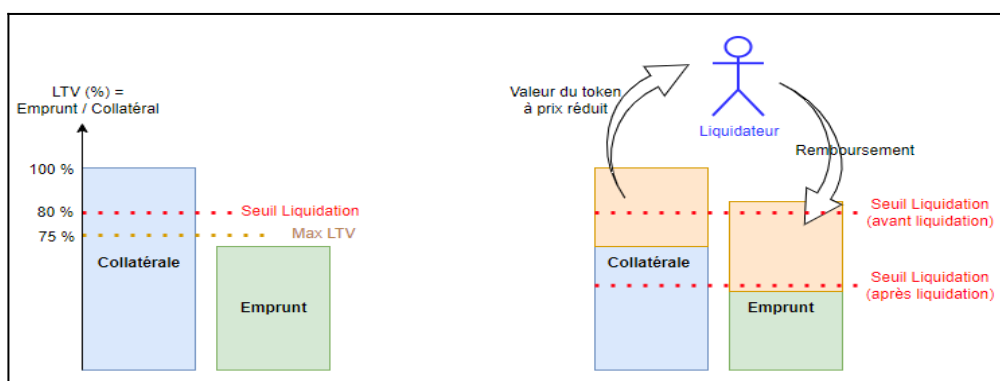 LTV (%) =
Emprunt / Collatéral
100 %
80 %
75 %
Seuil Liquidation
Max LTV
Collatérale
Emprunt
Valeur du token
à prix réduit
Liquidateur
Remboursement
Seuil Liquidation
(avant liquidation)
Collatérale
Seuil Liquidation
(après liquidation)
Emprunt